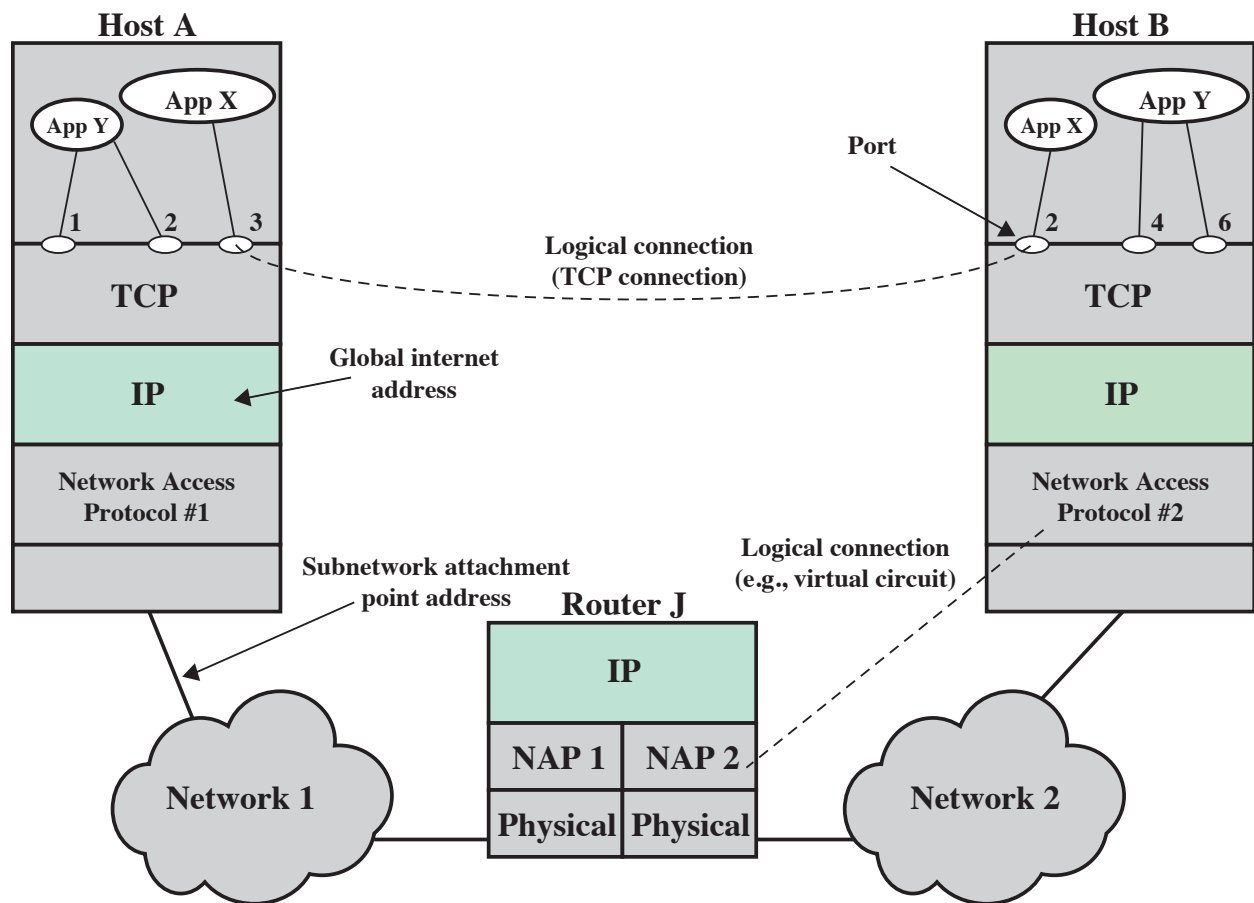 Host A
Host B
App X
App Y
App Y
App X
Port
1
2
3
2
4
6
Logical connection
(TCP connection)
TCP
TCP
Global internet
address
IP
IP
Network Access
Protocol #1
Network Access
Protocol #2
Logical connection
(e.g., virtual circuit)
Subnetwork attachment
point address
Router J
IP
NAP 1
NAP 2
Network 1
Network 2
Physical
Physical